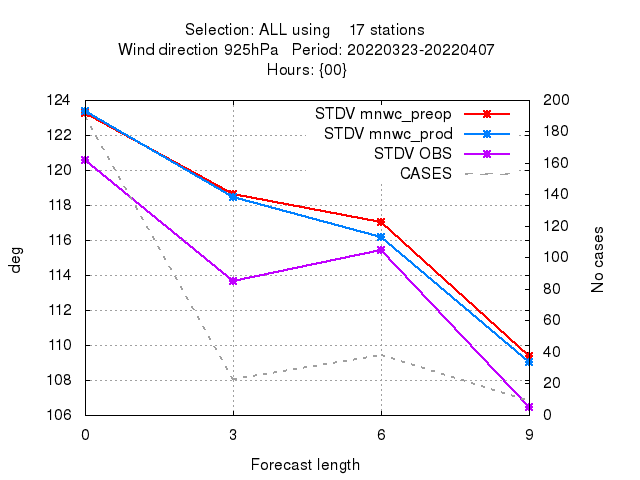 Selection: ALL using    17 stations
Wind direction 925hPa   Period: 20220323-20220407
Hours: {00}
STDV mnwc_preop
STDV mnwc_prod
STDV OBS
CASES
124
122
120
118
116
114
112
110
108
106
200
180
160
140
120
100
80
60
40
20
0
deg
No cases
0 3 6 9
Forecast length